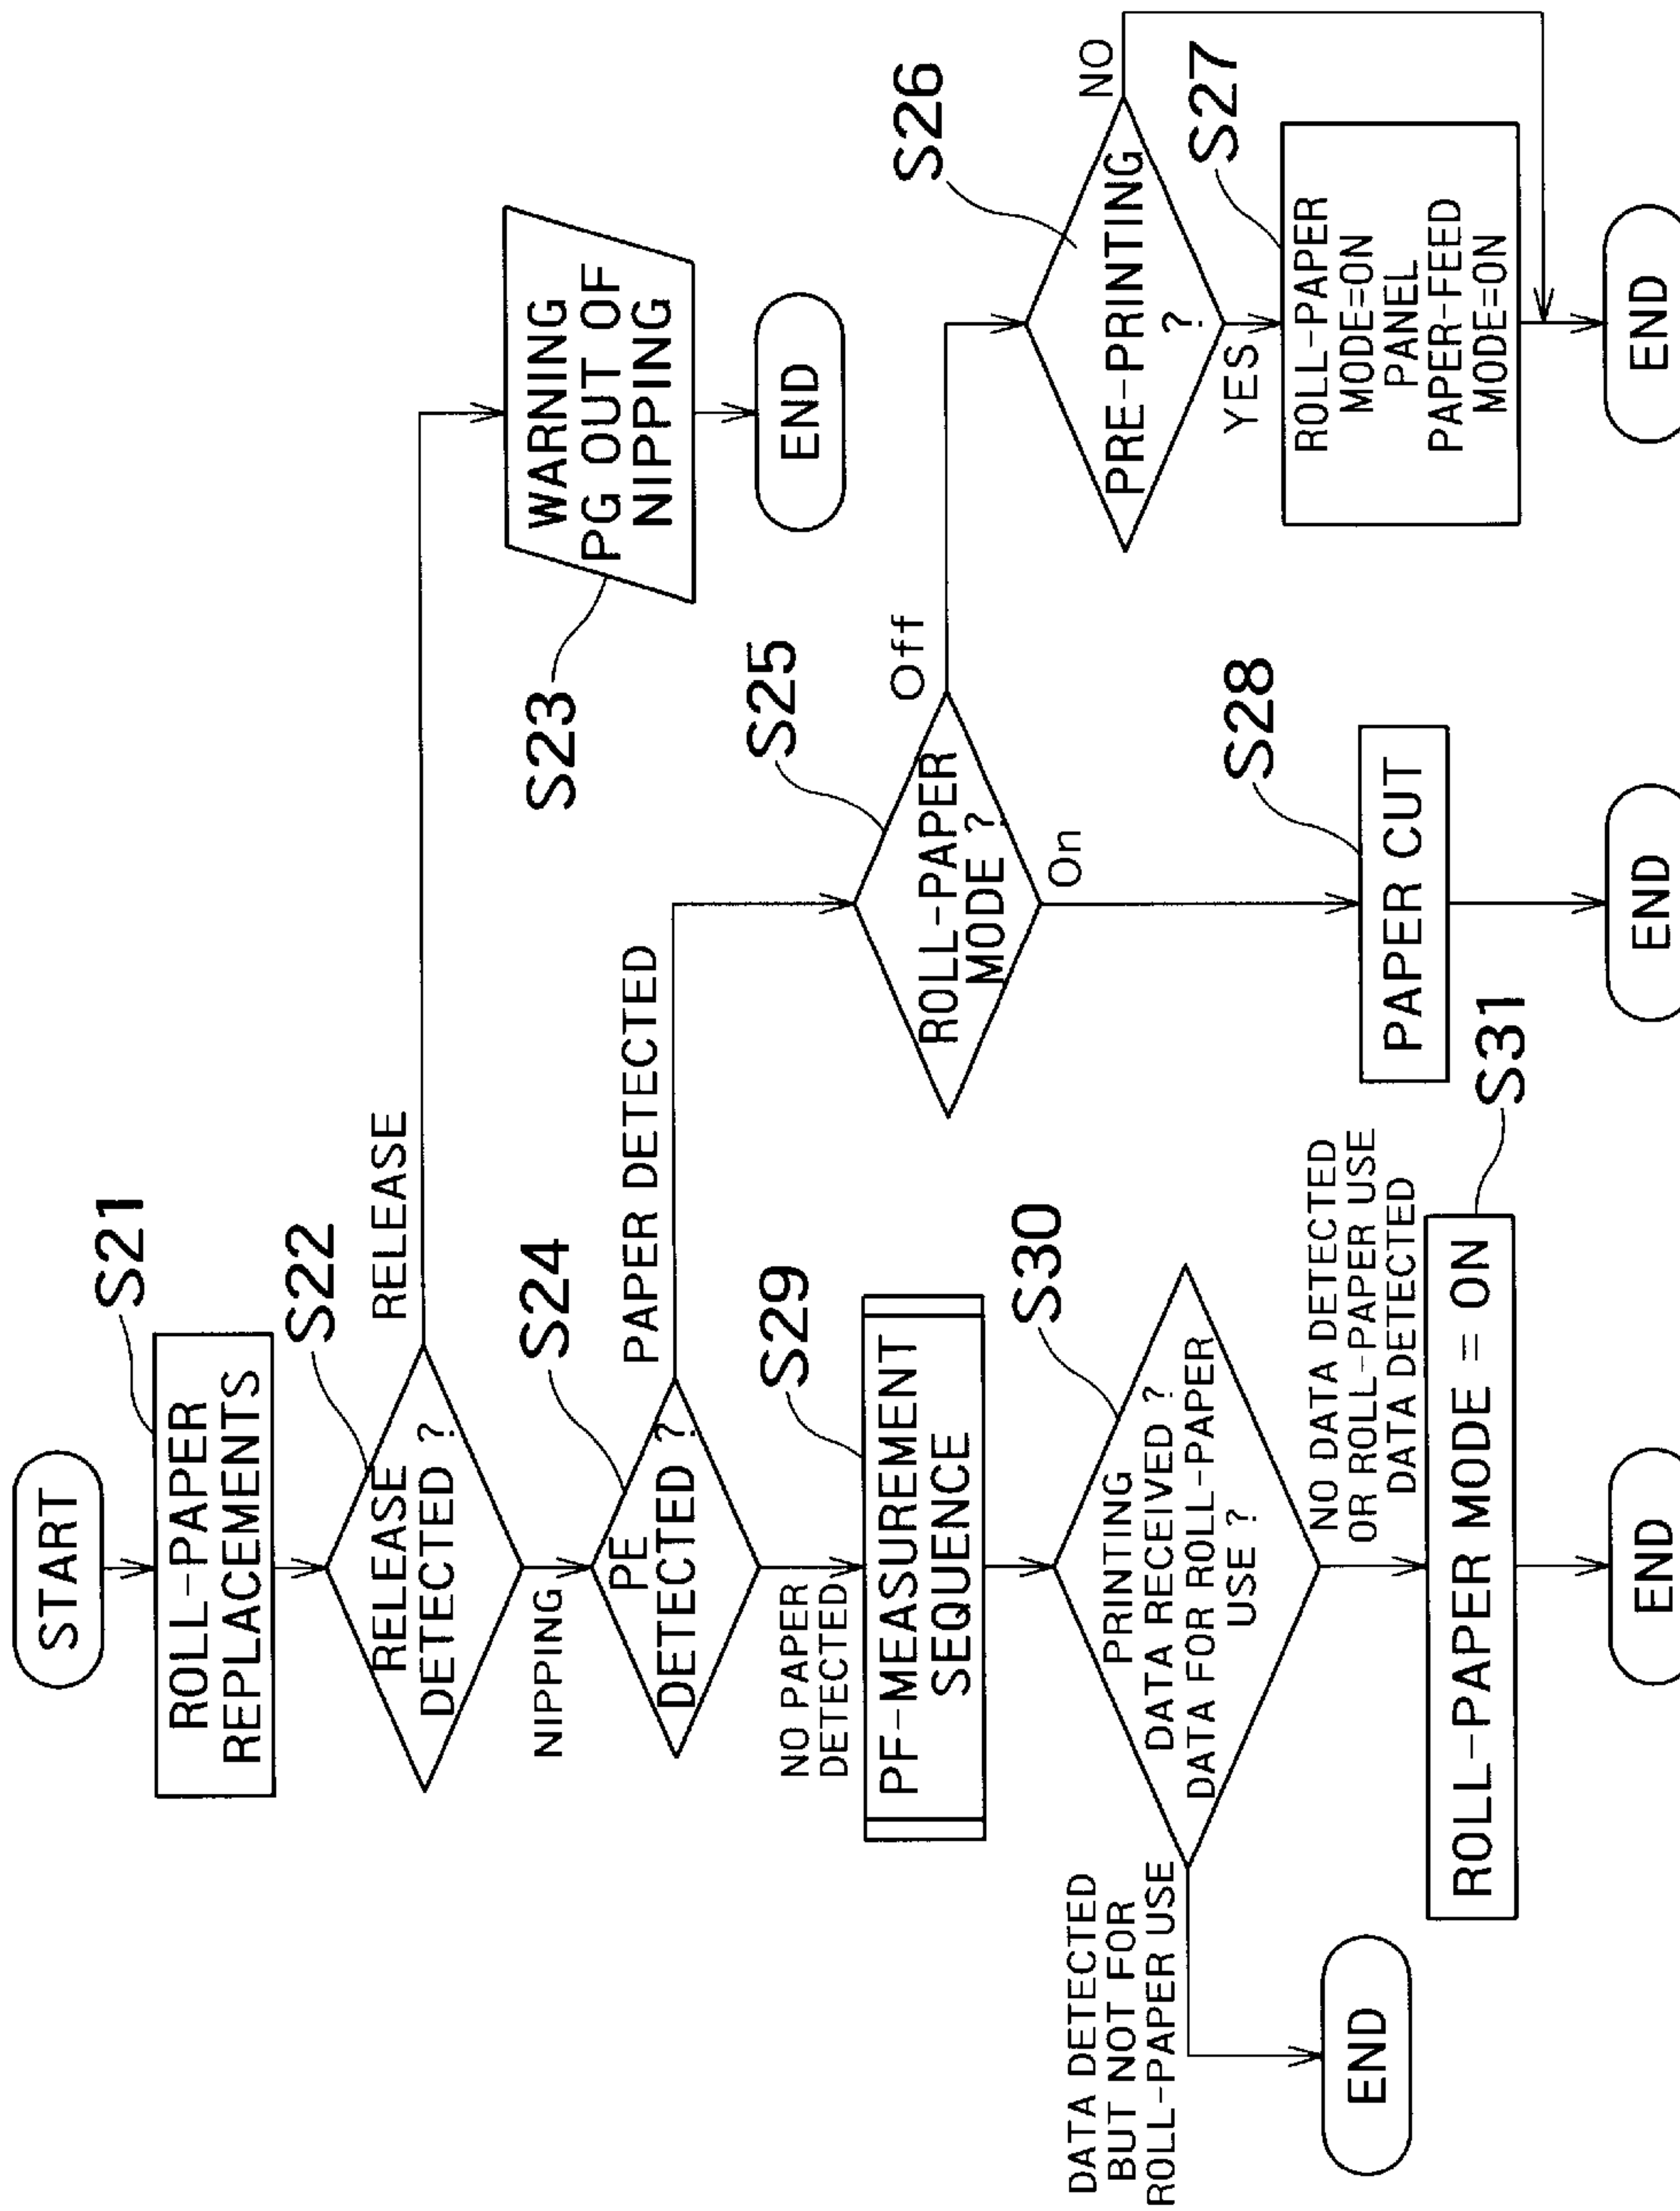 START
S21
ROLL-PAPER
REPLACEMENTS
S22
RELEASE
DETECTED ?
RELEASE
NIPPING
S23
WARNING
PG OUT OF
NIPPING
END
S24
PE
DETECTED ?
PAPER DETECTED
NO PAPER
DETECTED
S25
ROLL-PAPER
MODE ?
Off
On
S26
PRE-PRINTING
?
NO
YES
S27
ROLL-PAPER
MODE=ON
PANEL
PAPER-FEED
MODE=ON
END
S28
PAPER CUT
END
S29
PF-MEASUREMENT
SEQUENCE
S30
PRINTING
DATA RECEIVED ?
DATA FOR ROLL-PAPER
USE ?
DATA DETECTED
BUT NOT FOR
ROLL-PAPER USE
END
NO DATA DETECTED
OR ROLL-PAPER USE
DATA DETECTED
S31
ROLL-PAPER MODE = ON
END